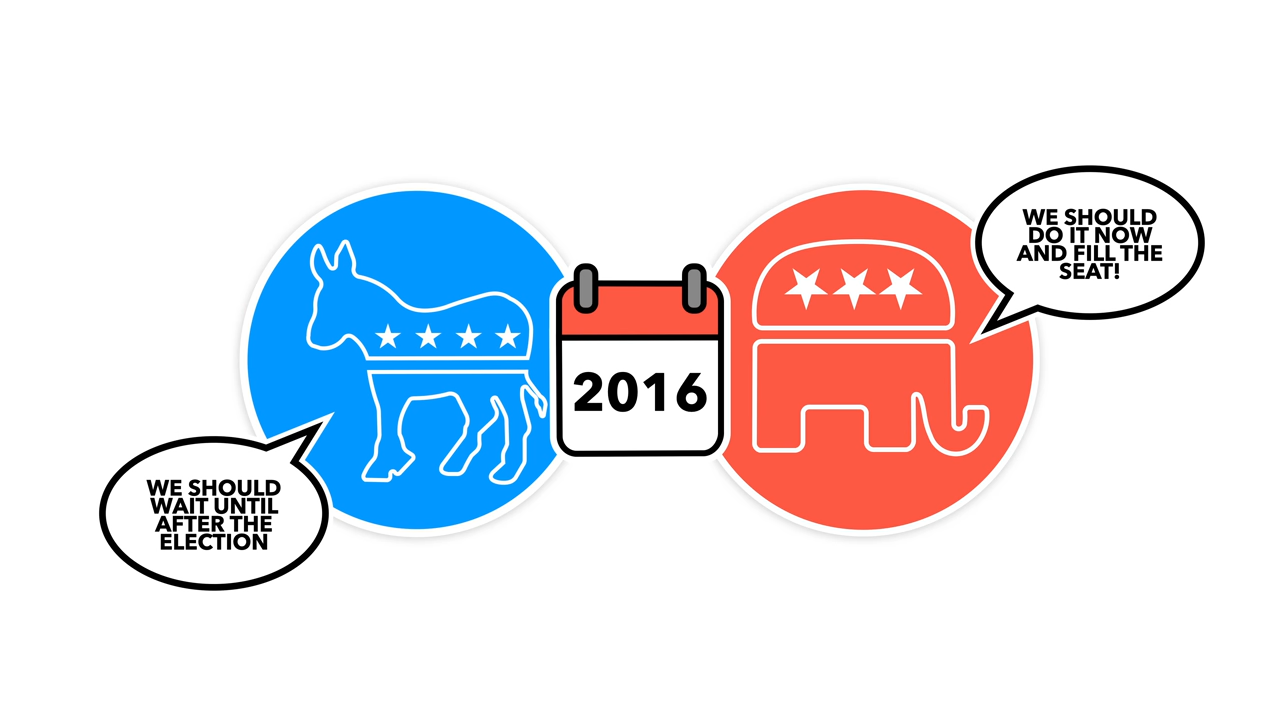 WE SHOULD
DO IT NOW
AND FILL THE
SEAT!
2016
WE SHOULD
WAIT UNTIL
AFTER THE
ELECTION